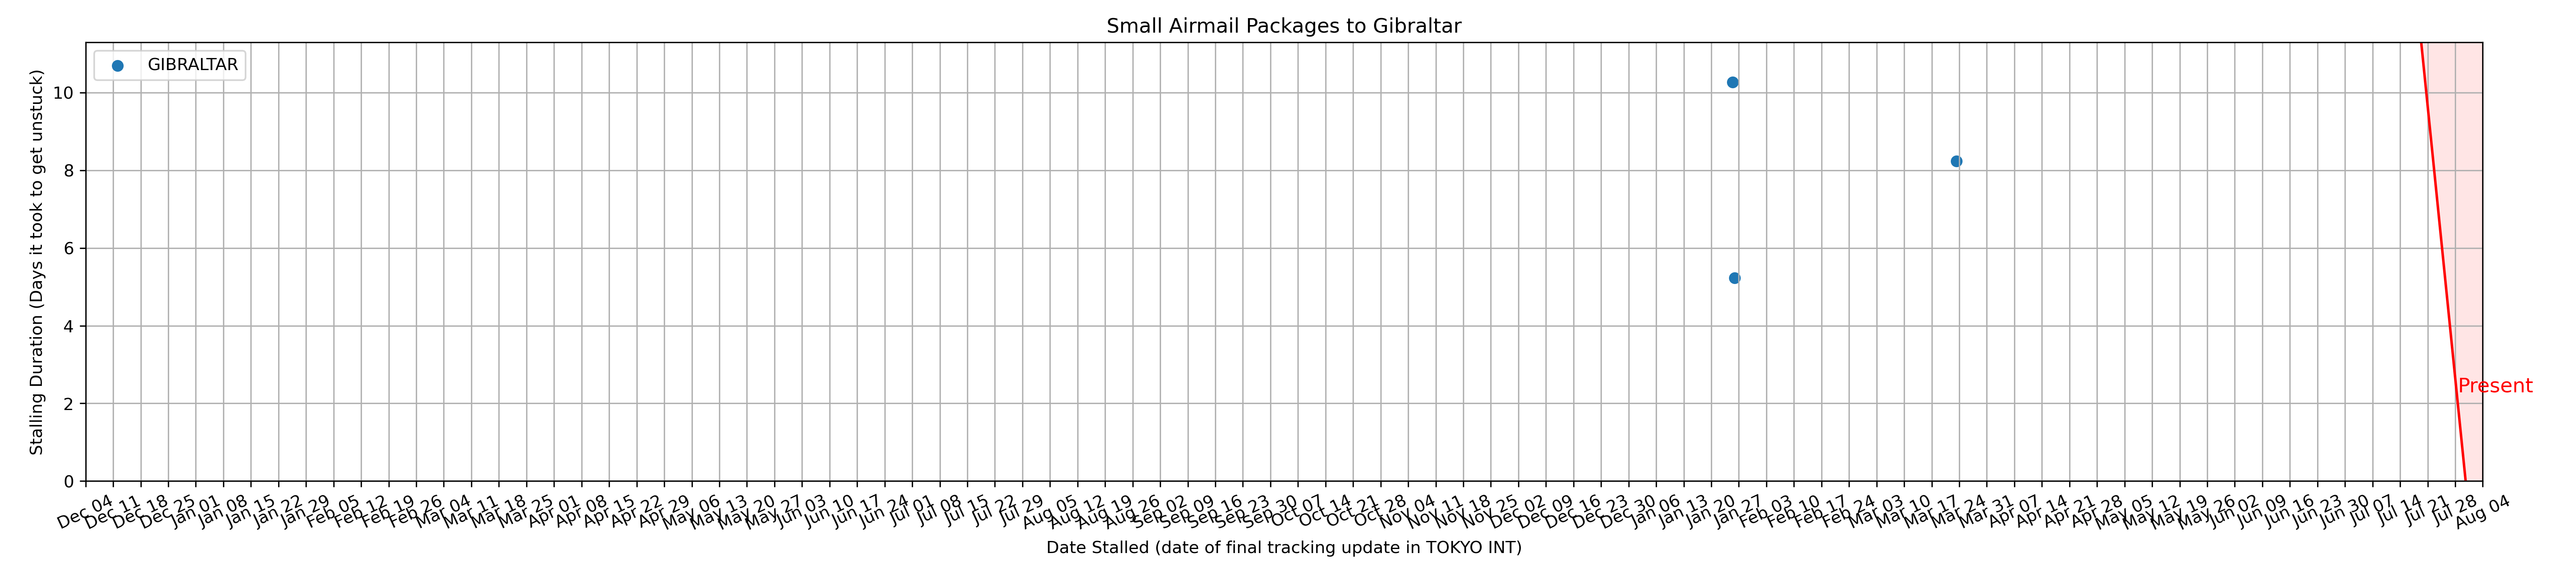 Small Airmail Packages to Gibraltar
GIBRALTAR
Stalling Duration (Days it took to get unstuck)
10
8
6
4
2
0
Present
Dec 04 Dec 11 Dec 18 Dec 25 Jan 01 Jan 08 Jan 15 Jan 22 Jan 29 Feb 05 Feb 12 Feb 19 Feb 26 Mar 04 Mar 11 Mar 18 Mar 25 Apr 01 Apr 08 Apr 15 Apr 22 Apr 29 May 06 May 13 May 20 May 27 Jun 03 Jun 10 Jun 17 Jun 24 Jul 01 Jul 08 Jul 15 Jul 22 Jul 29 Aug 05 Aug 12 Aug 19 Aug 26 Sep 02 Sep 09 Sep 16 Sep 23 Sep 30 Oct 07 Oct 14 Oct 21 Oct 28 Nov 04 Nov 11 Nov 18 Nov 25 Dec 02 Dec 09 Dec 16 Dec 23 Dec 30 Jan 06 Jan 13 Jan 20 Jan 27 Feb 03 Feb 10 Feb 17 Feb 24 Mar 03 Mar 10 Mar 17 Mar 24 Mar 31 Apr 07 Apr 14 Apr 21 Apr 28 May 05 May 12 May 19 May 26 Jun 02 Jun 09 Jun 16 Jun 23 Jun 30 Jul 07 Jul 14 Jul 21 Jul 28 Aug 04
Date Stalled (date of final tracking update in TOKYO INT)